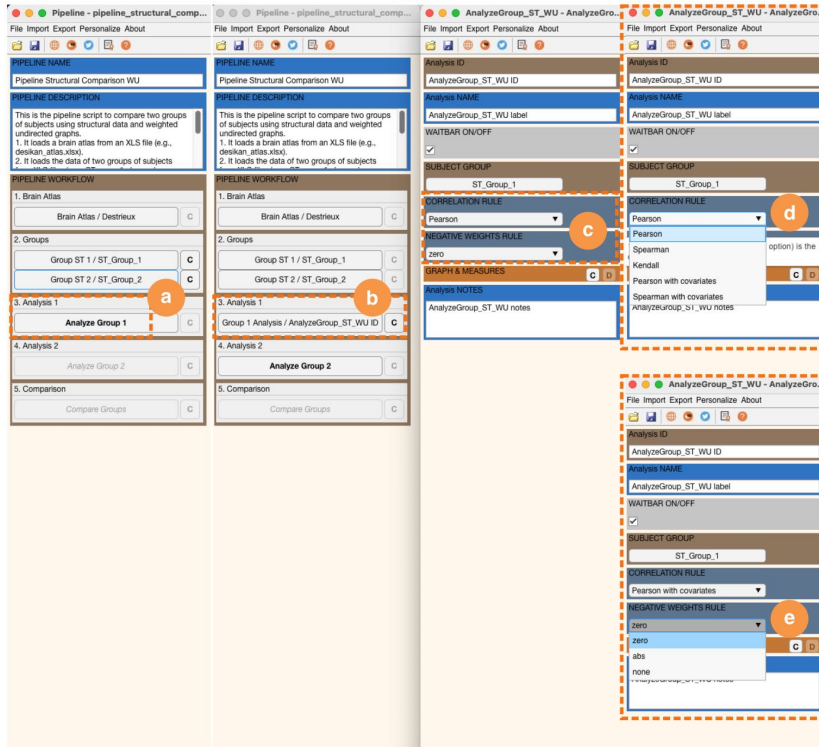 Pipeline - pipeline_structural_comp...
File Import Export Personalize About
PIPELINE NAME
Pipeline Structural Comparison WU
PIPELINE DESCRIPTION
This is the pipeline script to compare two groups
of subjects using structural data and weighted
undirected graphs.
1. It loads a brain atlas from an XLS file (e.g.,
desikan_atlas.xlsx).
2. It loads the data of two groups of subjects
PIPELINE WORKFLOW
1. Brain Atlas
Brain Atlas / Destrieux C
2. Groups
Group ST 1 / ST_Group_1 C
Group ST 2 / ST_Group_2 C
a
3. Analysis 1
Analyze Group 1 C
4. Analysis 2
Analyze Group 2 C
5. Comparison
Compare Groups C
Pipeline - pipeline_structural_comp...
File Import Export Personalize About
PIPELINE NAME
Pipeline Structural Comparison WU
PIPELINE DESCRIPTION
This is the pipeline script to compare two groups
of subjects using structural data and weighted
undirected graphs.
1. It loads a brain atlas from an XLS file (e.g.,
desikan_atlas.xlsx).
2. It loads the data of two groups of subjects
PIPELINE WORKFLOW
1. Brain Atlas
Brain Atlas / Destrieux C
2. Groups
Group ST 1 / ST_Group_1 C
Group ST 2 / ST_Group_2 C
b
3. Analysis 1
Group 1 Analysis / AnalyzeGroup_ST_WU ID C
4. Analysis 2
Analyze Group 2 C
5. Comparison
Compare Groups C
AnalyzeGroup_ST_WU - AnalyzeGro...
File Import Export Personalize About
Analysis ID
AnalyzeGroup_ST_WU ID
Analysis NAME
AnalyzeGroup_ST_WU label
WAITBAR ON/OFF
SUBJECT GROUP
ST_Group_1
CORRELATION RULE
Pearson
c
NEGATIVE WEIGHTS RULE
zero
GRAPH & MEASURES C D
Analysis NOTES
AnalyzeGroup_ST_WU notes
AnalyzeGroup_ST_WU - AnalyzeGro...
File Import Export Personalize About
Analysis ID
AnalyzeGroup_ST_WU ID
Analysis NAME
AnalyzeGroup_ST_WU label
WAITBAR ON/OFF
SUBJECT GROUP
ST_Group_1
CORRELATION RULE
d
Pearson
Pearson
option) is the
Spearman
Kendall
C D
Pearson with covariates
Spearman with covariates
AnalyzeGroup_ST_WU notes
AnalyzeGroup_ST_WU - AnalyzeGro...
File Import Export Personalize About
Analysis ID
AnalyzeGroup_ST_WU ID
Analysis NAME
AnalyzeGroup_ST_WU label
WAITBAR ON/OFF
SUBJECT GROUP
ST_Group_1
CORRELATION RULE
Pearson with covariates
NEGATIVE WEIGHTS RULE
e
zero
zero
C D
abs
none